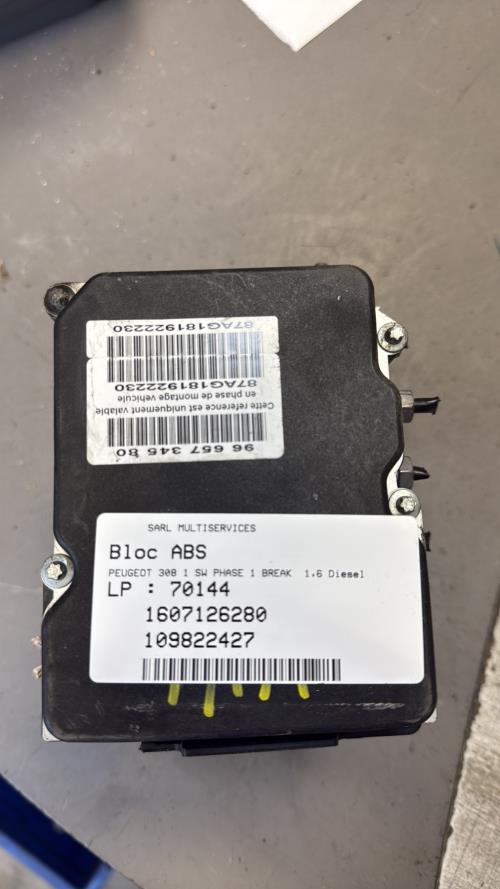 96 657 345 80
Cette reference est uniquement valable
en phase de montage vehicule
87AG181922230
87AG181922230
SARL MULTISERVICES
Bloc ABS
PEUGEOT 308 1 SW PHASE 1 BREAK 1.6 Diesel
LP : 70144
1607126280
109822427